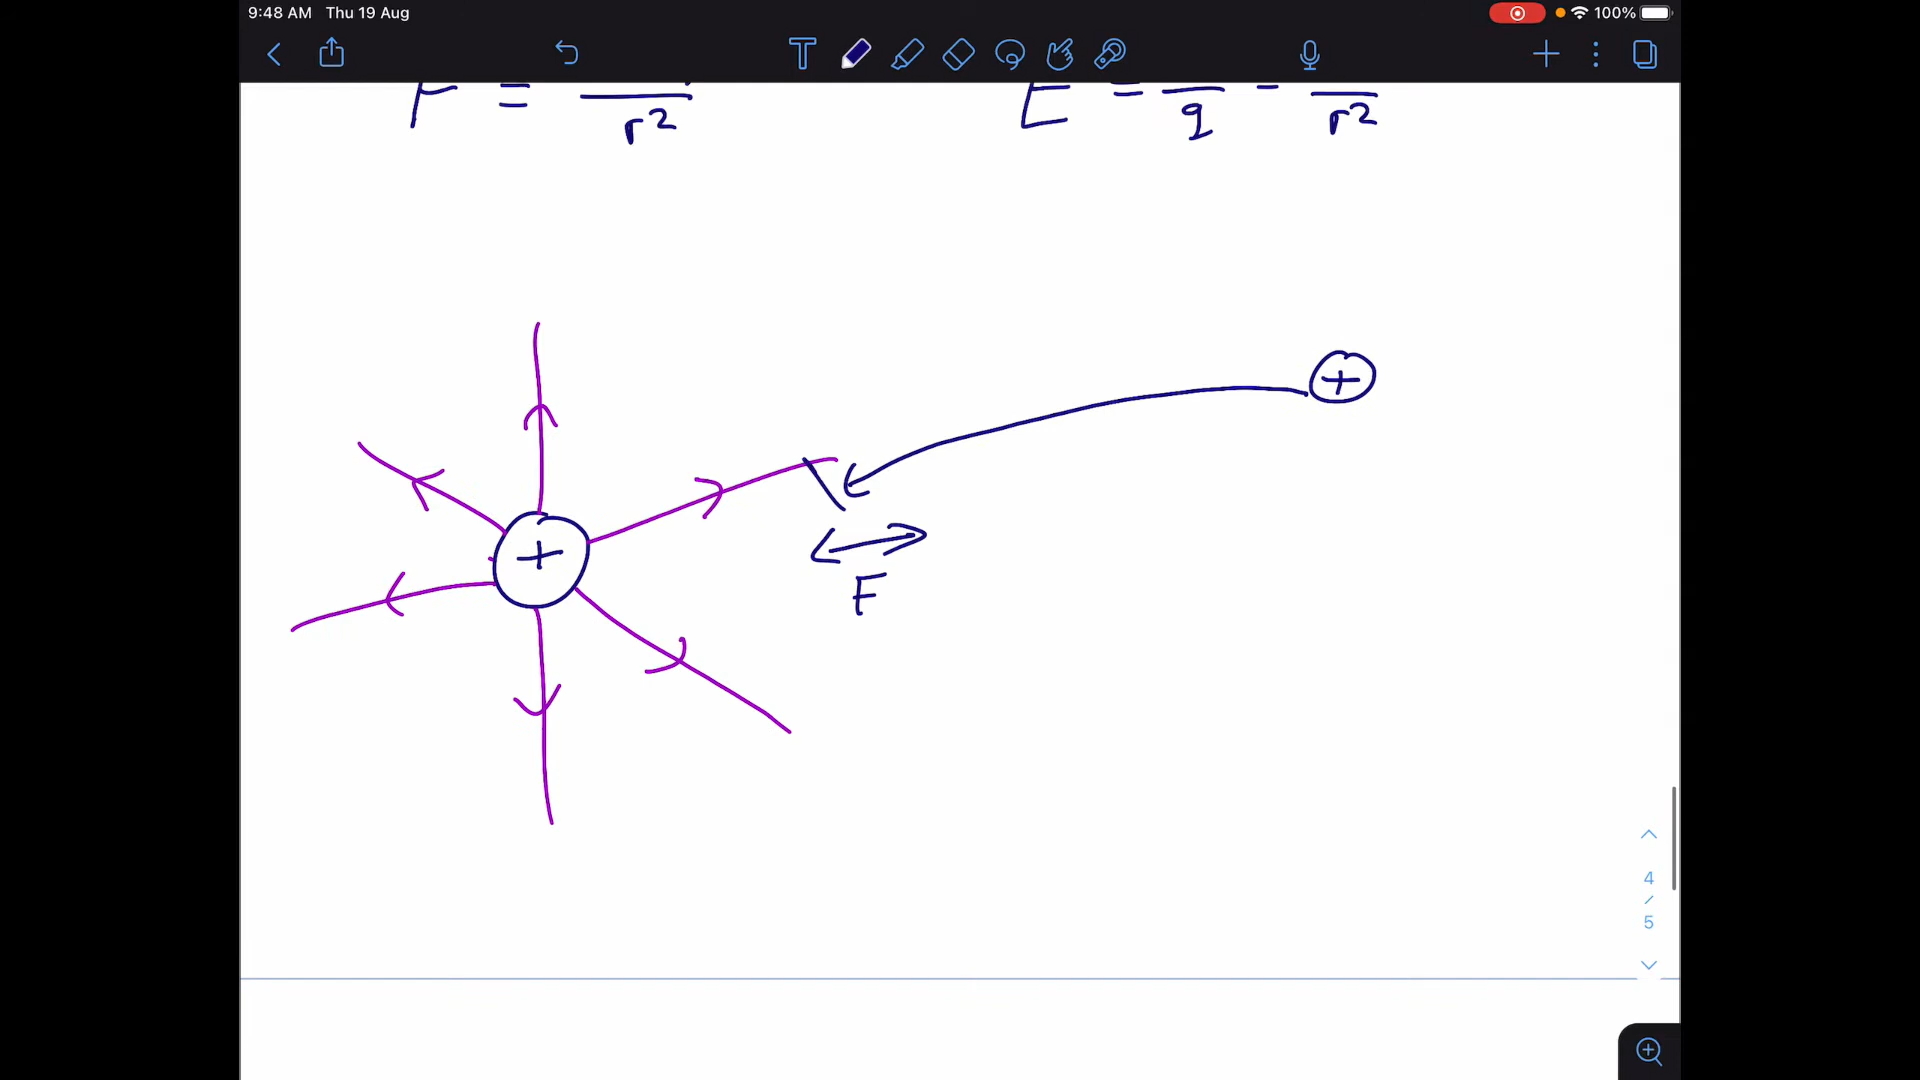 9:48 AM Thu 19 Aug
100%
T
F = r²
E = q = r²
+
+
F
4
/
5